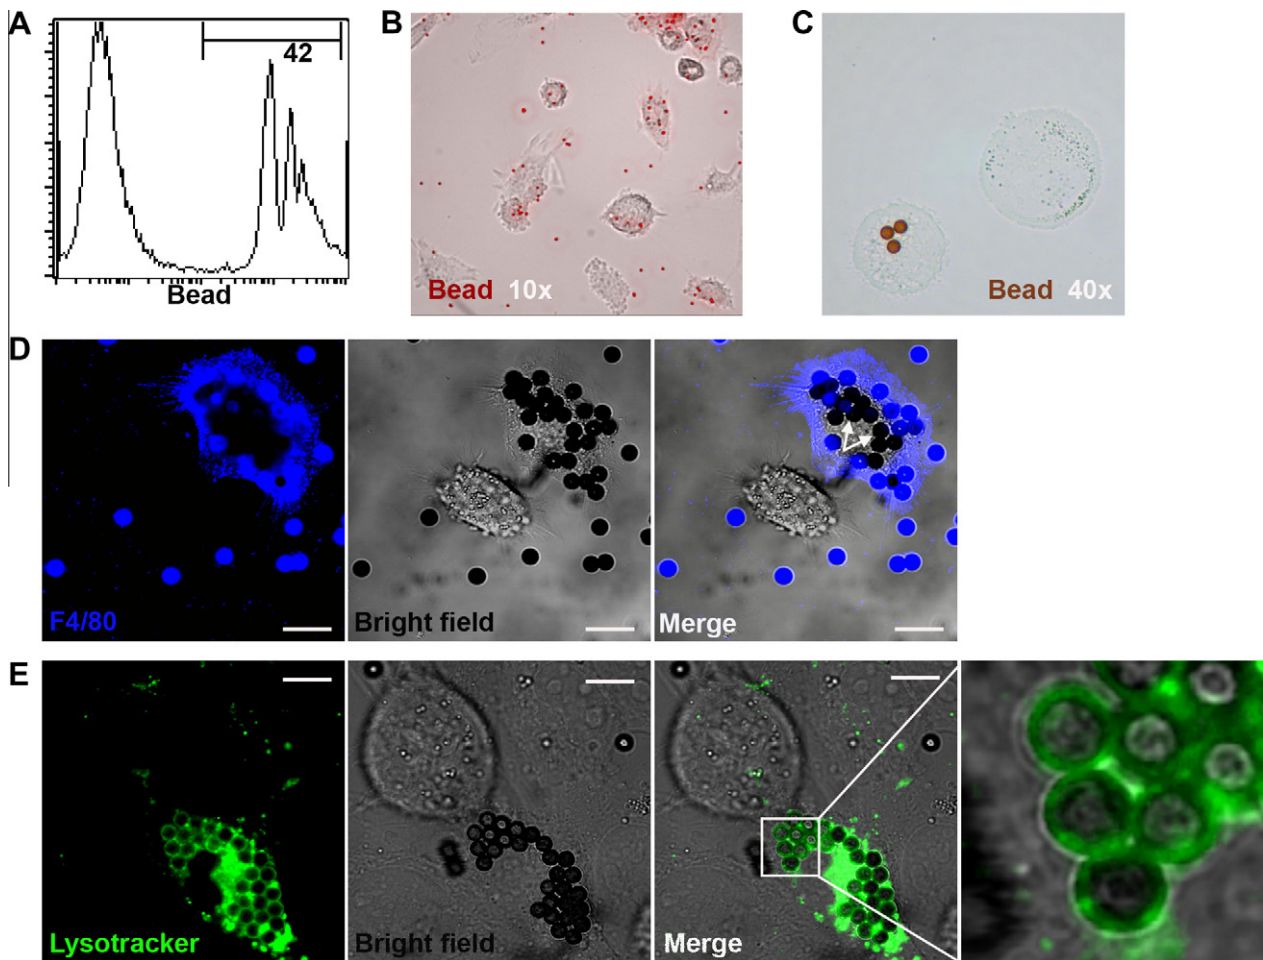 A
42
Bead
B
Bead 10x
C
Bead 40x
D
F4/80
Bright field
Merge
E
Lysotracker
Bright field
Merge